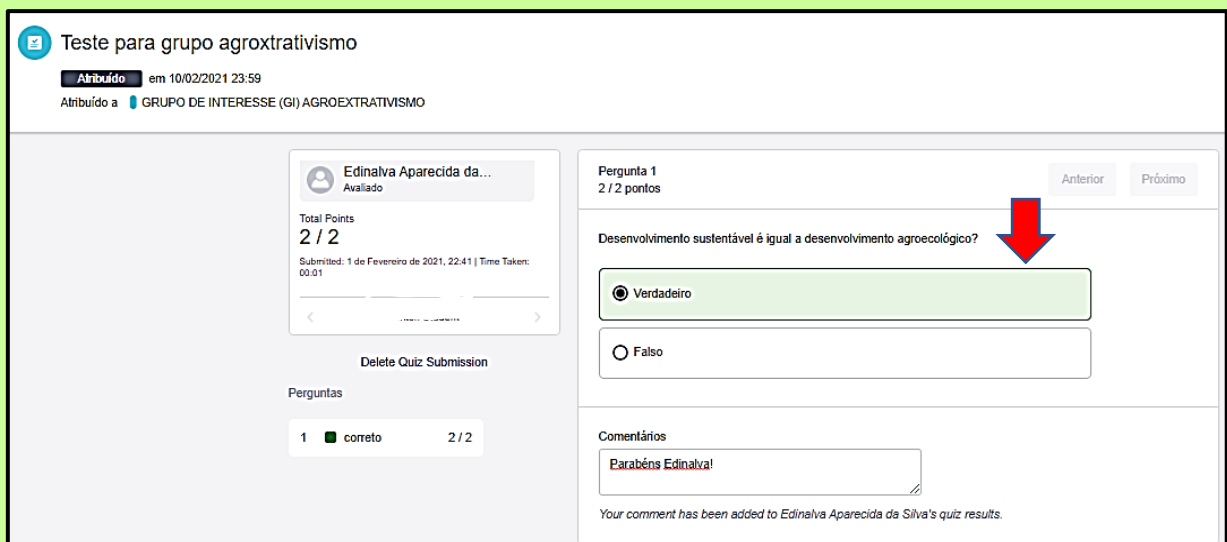 Teste para grupo agroxtrativismo
Atribuído em 10/02/2021 23:59
Atribuído a GRUPO DE INTERESSE (GI) AGROEXTRATIVISMO
Edinalva Aparecida da...
Avaliado
Total Points
2 / 2
Submitted: 1 de Fevereiro de 2021, 22:41 | Time Taken:
00:01
Delete Quiz Submission
Perguntas
1 correto 2 / 2
Pergunta 1
2 / 2 pontos
Anterior Próximo
Desenvolvimento sustentável é igual a desenvolvimento agroecológico?
Verdadeiro
Falso
Comentários
Parabéns Edinalva!
Your comment has been added to Edinalva Aparecida da Silva's quiz results.